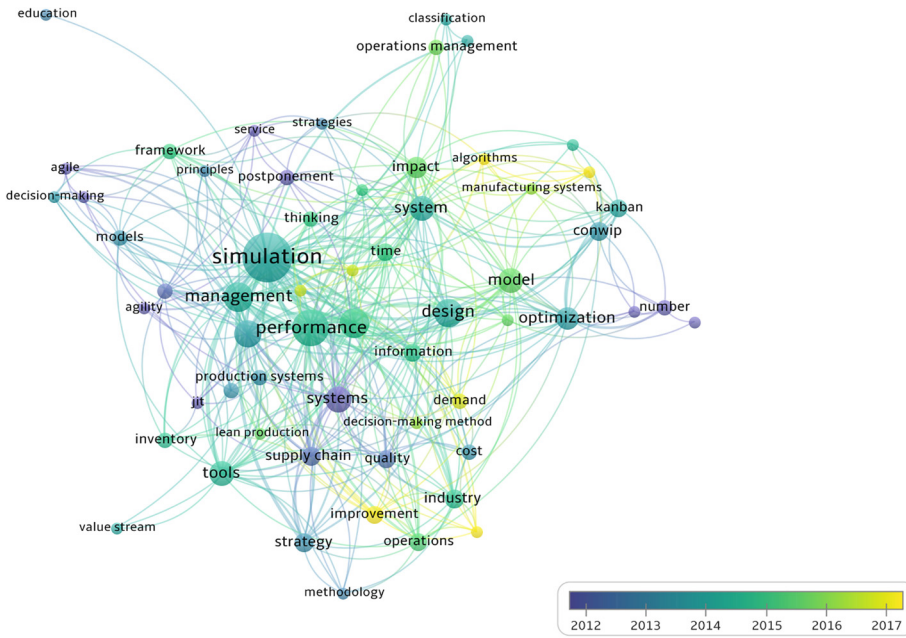 education
classification
operations management
service
strategies
framework
principles
postponement
impact
algorithms
agile
manufacturing systems
decision-making
thinking
system
kanban
models
conwip
simulation
time
model
management
agility
design
optimization
number
performance
information
production systems
jit
systems
demand
decision-making method
inventory
lean production
supply chain
quality
cost
tools
industry
improvement
value stream
strategy
operations
methodology
2012 2013 2014 2015 2016 2017